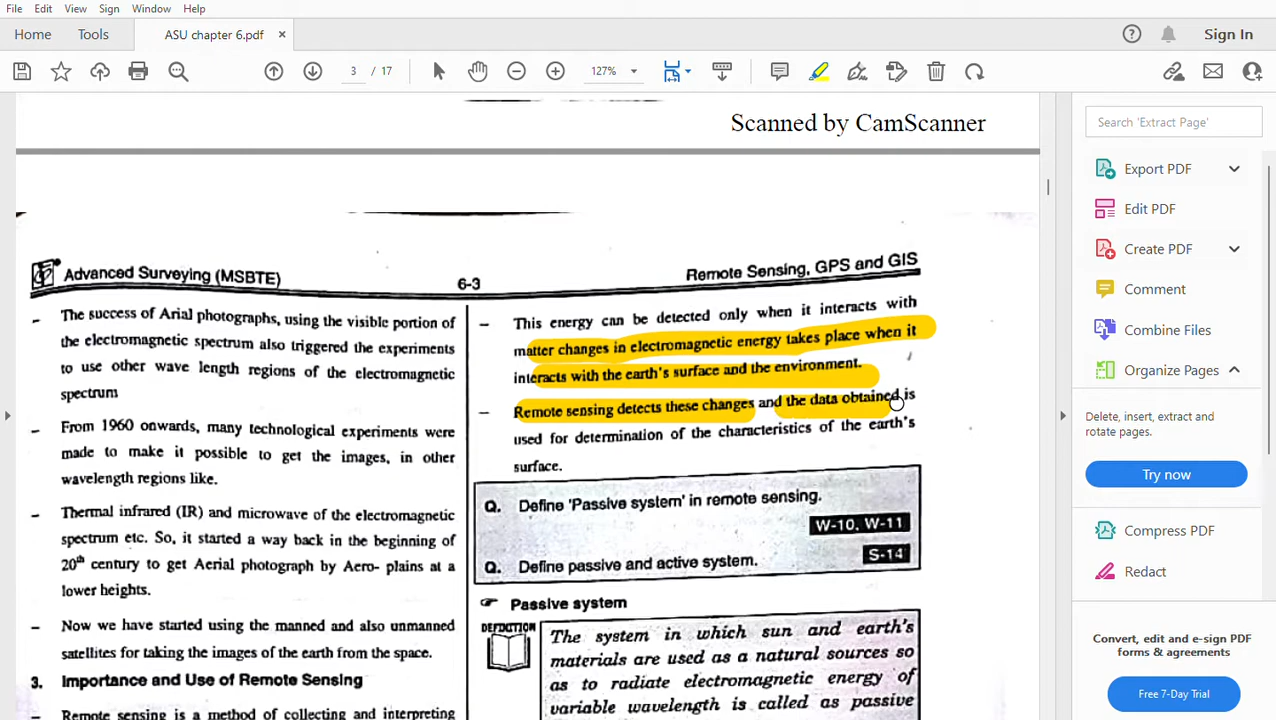 File Edit View Sign Window Help
Home Tools ASU chapter 6.pdf × Sign In
3 / 17 127%
Scanned by CamScanner
Advanced Surveying (MSBTE) 6-3 Remote Sensing, GPS and GIS
- The success of Arial photographs, using the visible portion of
the electromagnetic spectrum also triggered the experiments
to use other wave length regions of the electromagnetic
spectrum
- From 1960 onwards, many technological experiments were
made to make it possible to get the images, in other
wavelength regions like.
- Thermal infrared (IR) and microwave of the electromagnetic
spectrum etc. So, it started a way back in the beginning of
20th century to get Aerial photograph by Aero- plains at a
lower heights.
- Now we have started using the manned and also unmanned
satellites for taking the images of the earth from the space.
3. Importance and Use of Remote Sensing
- Remote sensing is a method of collecting and interpreting
- This energy can be detected only when it interacts with
matter changes in electromagnetic energy takes place when it
interacts with the earth's surface and the environment.
- Remote sensing detects these changes and the data obtained is
used for determination of the characteristics of the earth's
surface.
Q. Define 'Passive system' in remote sensing.
W-10, W-11
Q. Define passive and active system.
S-14
Passive system
DEFINITION
The system in which sun and earth's
materials are used as a natural sources so
as to radiate electromagnetic energy of
variable wavelength is called as passive
Search 'Extract Page'
Export PDF
Edit PDF
Create PDF
Comment
Combine Files
Organize Pages
Delete, insert, extract and
rotate pages.
Try now
Compress PDF
Redact
Convert, edit and e-sign PDF
forms & agreements
Free 7-Day Trial